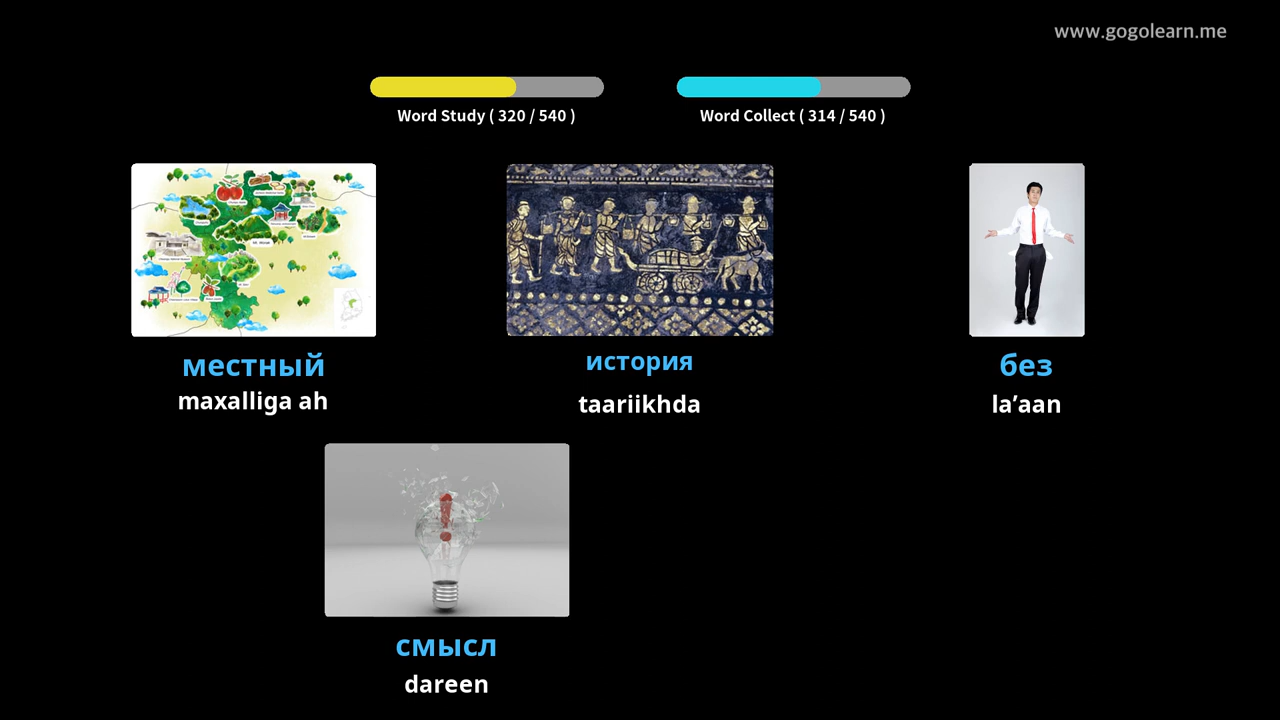 www.gogolearn.me
Word Study ( 320 / 540 )
Word Collect ( 314 / 540 )
местный
maxalliga ah
история
taariikhda
без
la’aan
смысл
dareen